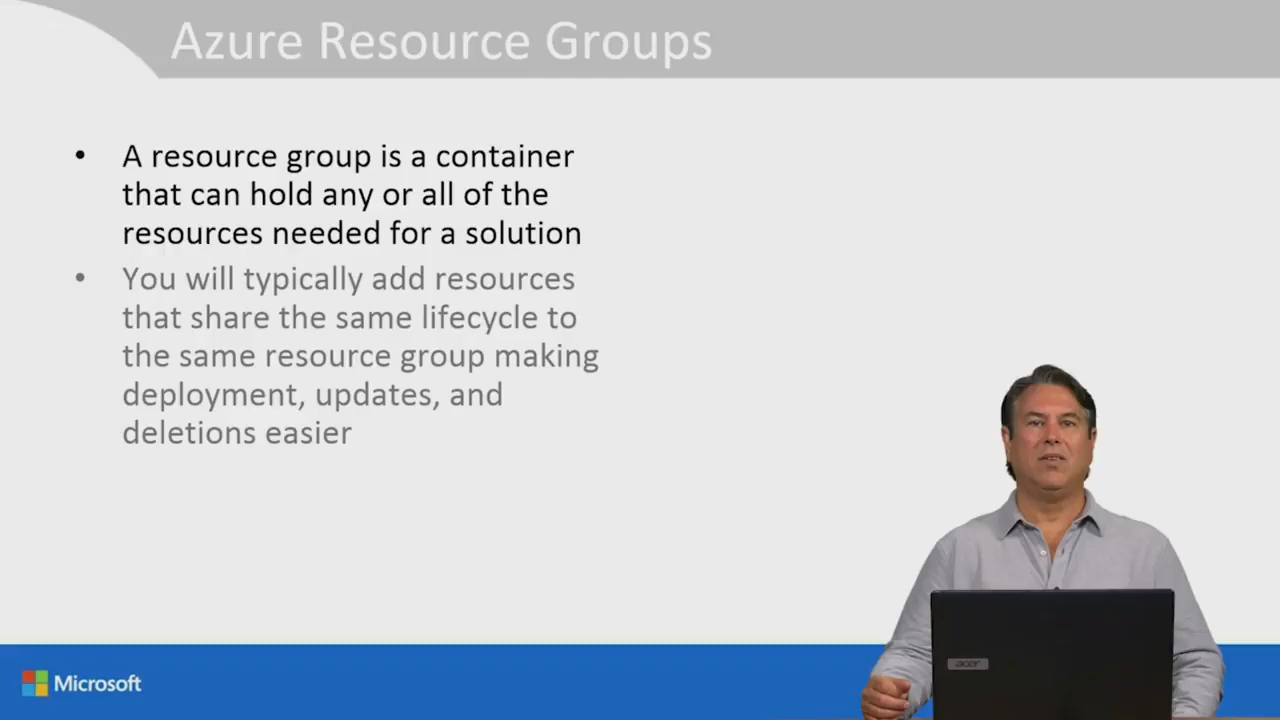 Azure Resource Groups
• A resource group is a container
that can hold any or all of the
resources needed for a solution
• You will typically add resources
that share the same lifecycle to
the same resource group making
deployment, updates, and
deletions easier
acer
Microsoft